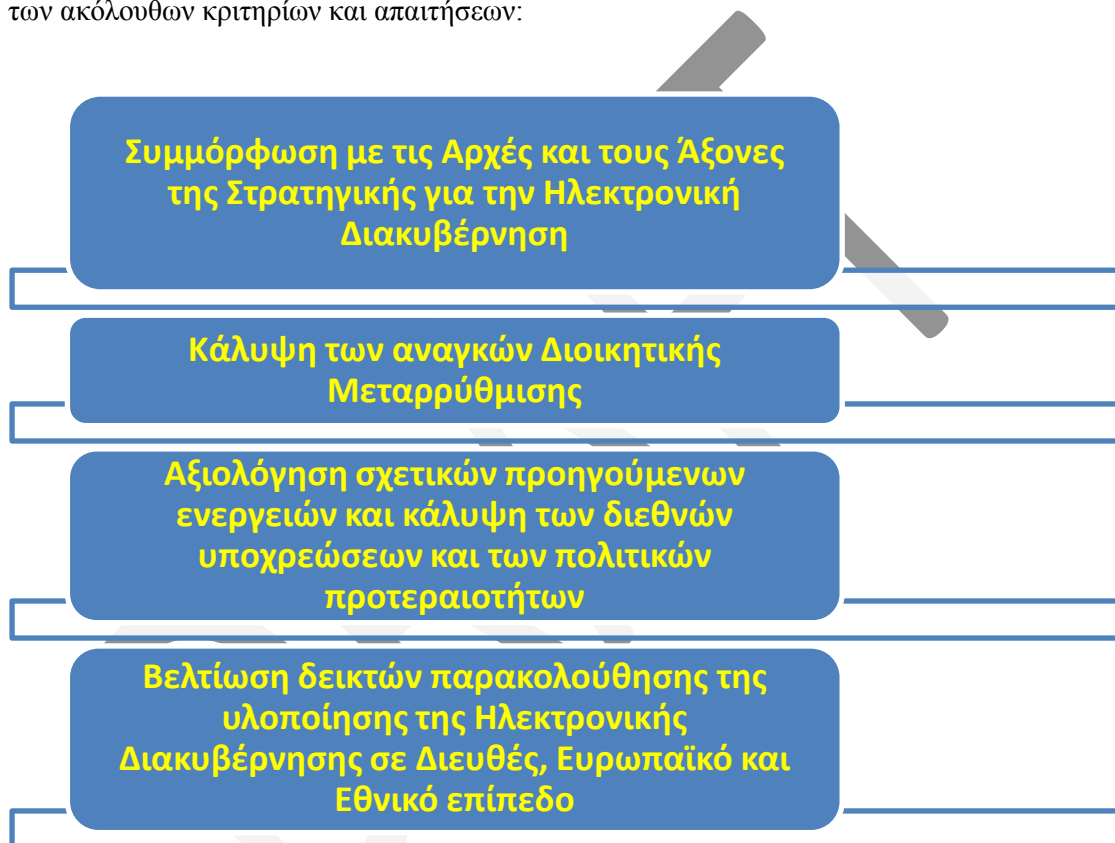 των ακόλουθων κριτηρίων και απαιτήσεων:
Συμμόρφωση με τις Αρχές και τους Άξονες
της Στρατηγικής για την Ηλεκτρονική
Διακυβέρνηση
Κάλυψη των αναγκών Διοικητικής
Μεταρρύθμισης
Αξιολόγηση σχετικών προηγούμενων
ενεργειών και κάλυψη των διεθνών
υποχρεώσεων και των πολιτικών
προτεραιοτήτων
Βελτίωση δεικτών παρακολούθησης της
υλοποίησης της Ηλεκτρονικής
Διακυβέρνησης σε Διευθές, Ευρωπαϊκό και
Εθνικό επίπεδο